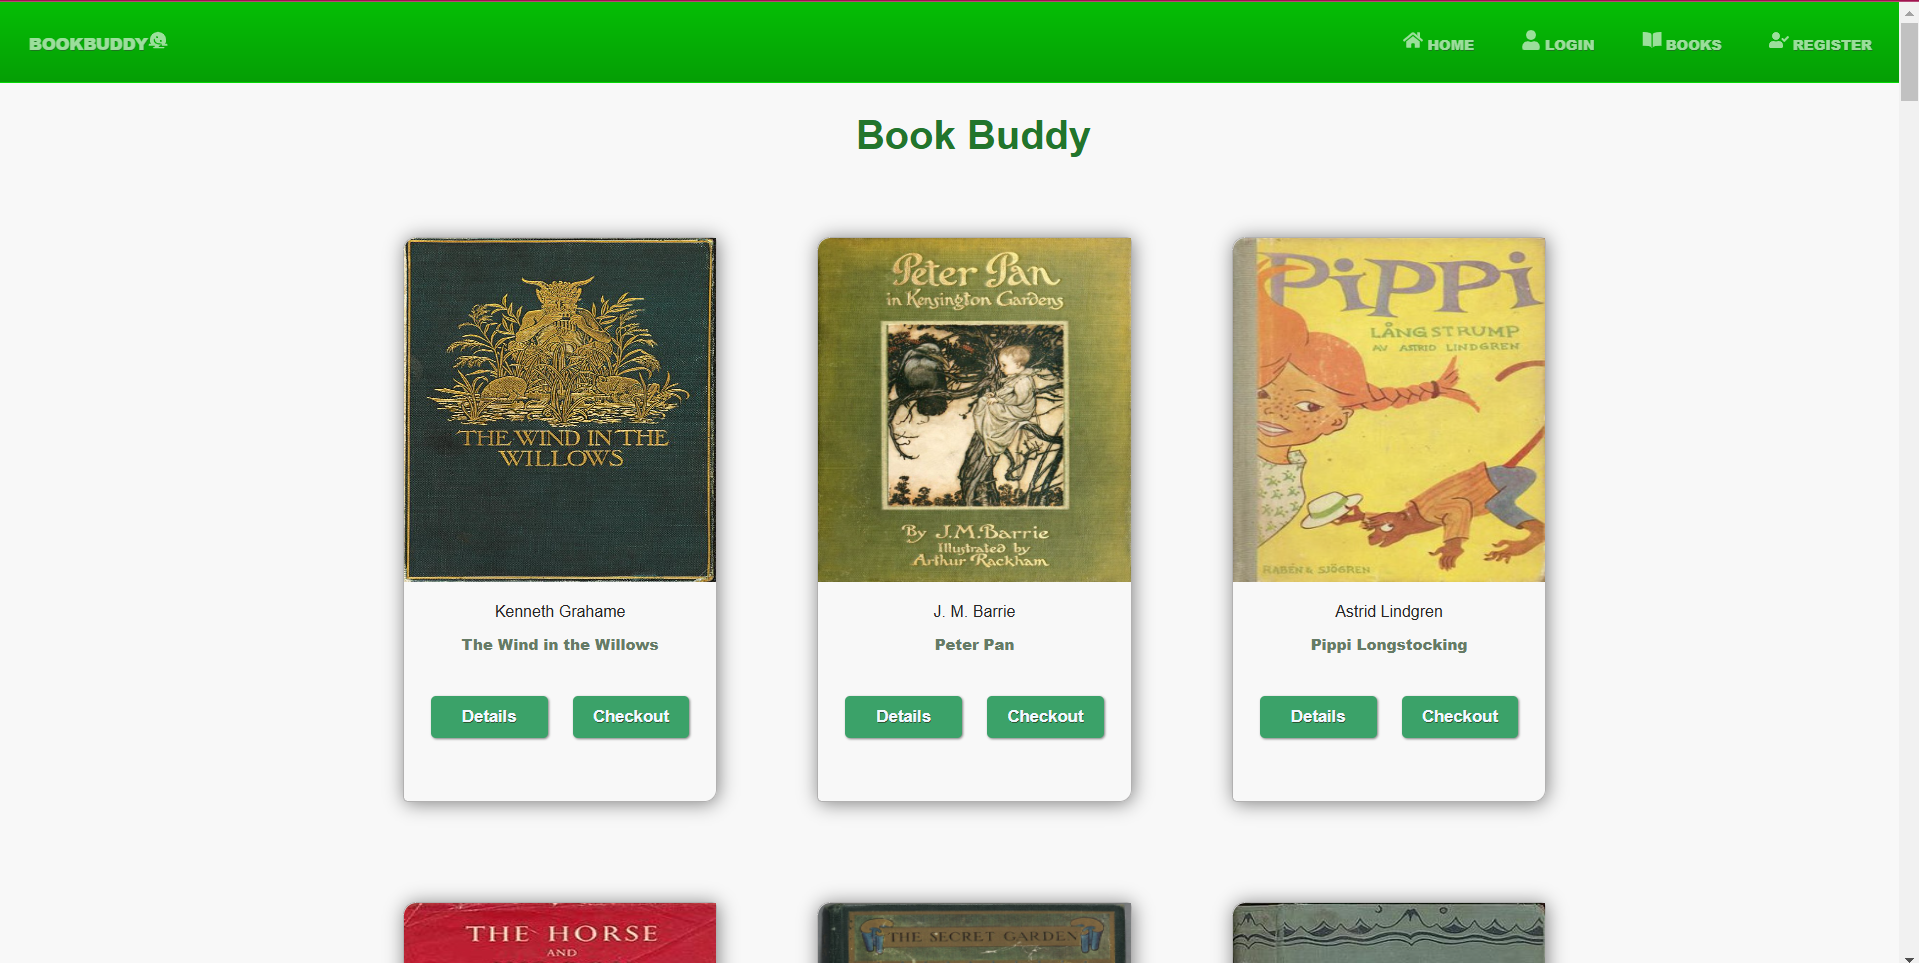 BOOKBUDDY
HOME
LOGIN
BOOKS
REGISTER
Book Buddy
THE WIND IN THE
WILLOWS
Kenneth Grahame
The Wind in the Willows
Details
Checkout
Peter Pan
in Kensington Gardens
By J.M.Barrie
Illustrated by
Arthur Rackham
J. M. Barrie
Peter Pan
Details
Checkout
PIPPI
LÅNGSTRUMP
AV ASTRID LINDGREN
RABÉN & SJÖGREN
Astrid Lindgren
Pippi Longstocking
Details
Checkout
THE HORSE
AND
THE SECRET GARDEN